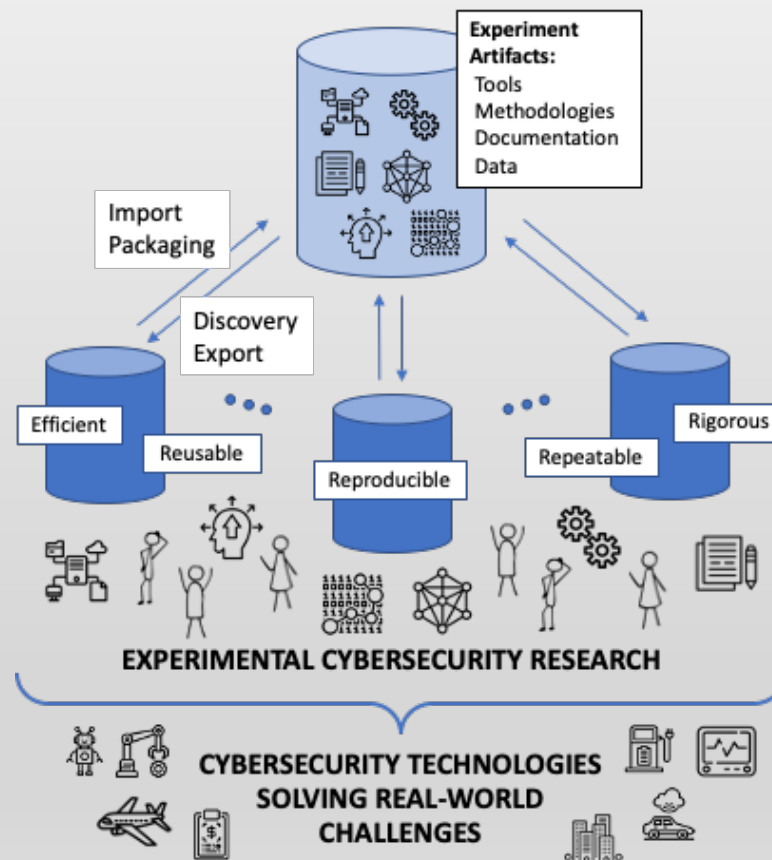 Experiment
Artifacts:
Tools
Methodologies
Documentation
Data
Import
Packaging
Discovery
Export
Efficient
Reusable
Reproducible
Repeatable
Rigorous
EXPERIMENTAL CYBERSECURITY RESEARCH
CYBERSECURITY TECHNOLOGIES
SOLVING REAL-WORLD
CHALLENGES